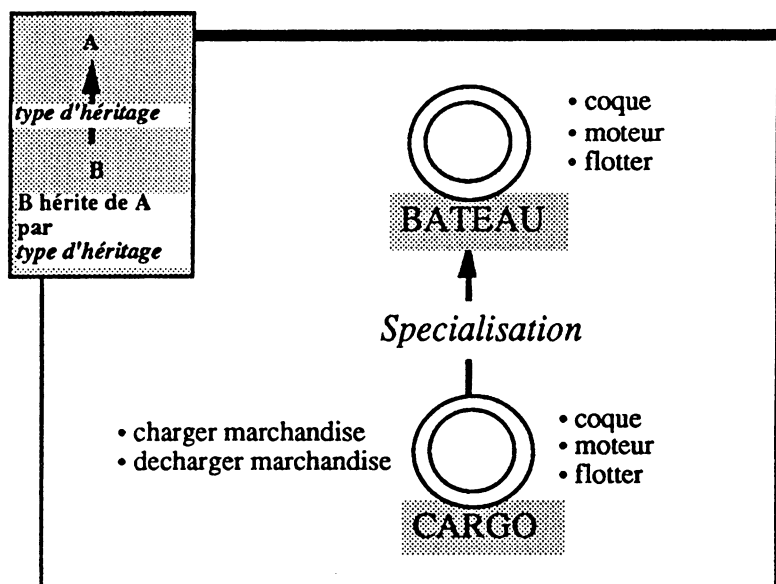 A
type d'héritage
B
B hérite de A
par
type d'héritage
• coque
• moteur
• flotter
BATEAU
Specialisation
• charger marchandise
• decharger marchandise
• coque
• moteur
• flotter
CARGO